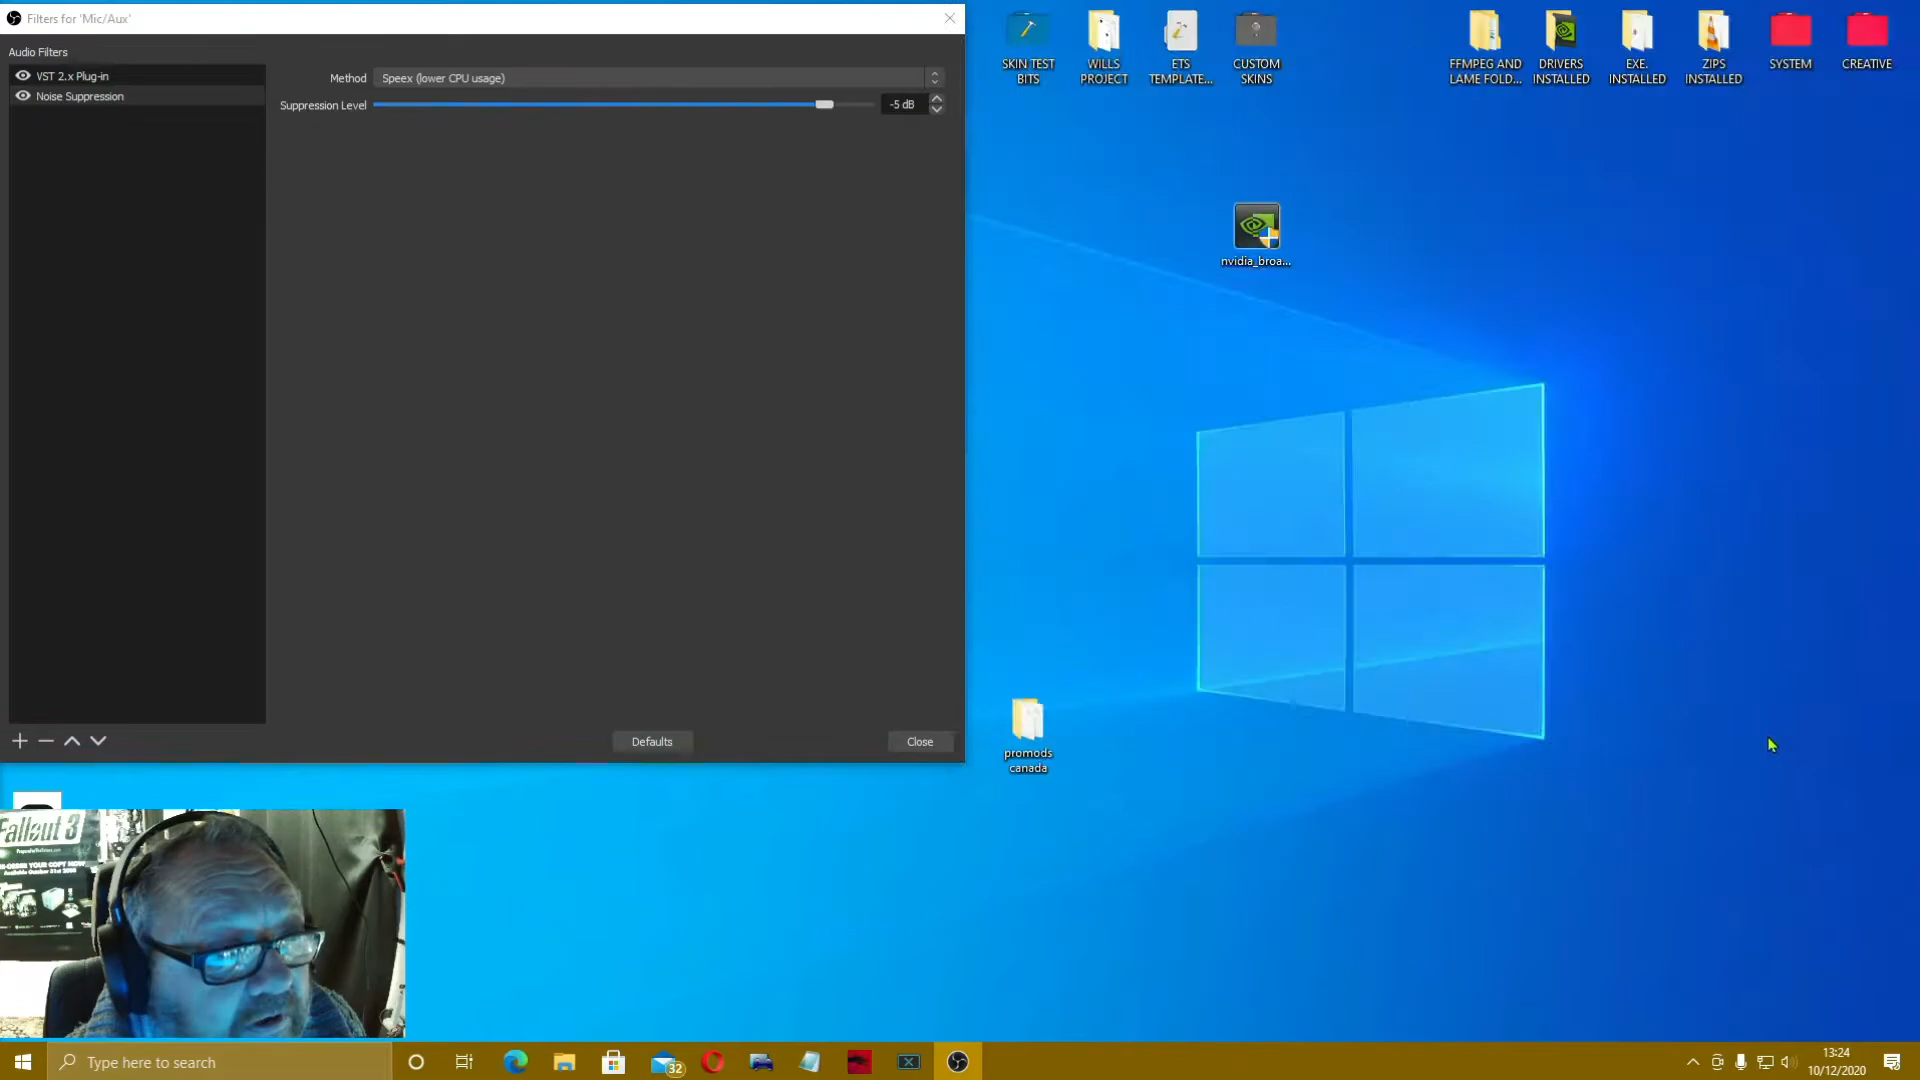 Filters for 'Mic/Aux'
Audio Filters
VST 2.x Plug-in
Noise Suppression
Method
Speex (lower CPU usage)
Suppression Level
-5 dB
Defaults
Close
SKIN TEST
BITS
WILLS
PROJECT
ETS
TEMPLATE...
CUSTOM
SKINS
FFMPEG AND
LAME FOLD...
DRIVERS
INSTALLED
EXE.
INSTALLED
ZIPS
INSTALLED
SYSTEM
CREATIVE
nvidia_broa...
promods
canada
Fallout 3
Type here to search
32
13:24
10/12/2020